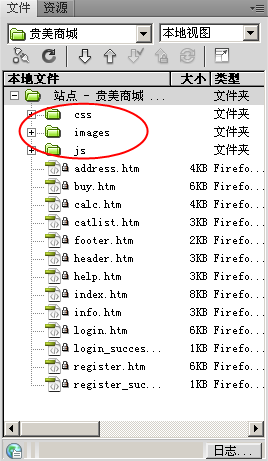 文件 资源
贵美商城 本地视图
本地文件 大小 类型
站点 - 贵美商城 ... 文件夹
css 文件夹
images 文件夹
js 文件夹
address.htm 4KB Firefo...
buy.htm 6KB Firefo...
calc.htm 4KB Firefo...
catlist.htm 3KB Firefo...
footer.htm 2KB Firefo...
header.htm 3KB Firefo...
help.htm 3KB Firefo...
index.htm 8KB Firefo...
info.htm 3KB Firefo...
login.htm 6KB Firefo...
login_succes... 1KB Firefo...
register.htm 6KB Firefo...
register_suc... 1KB Firefo...
日志...